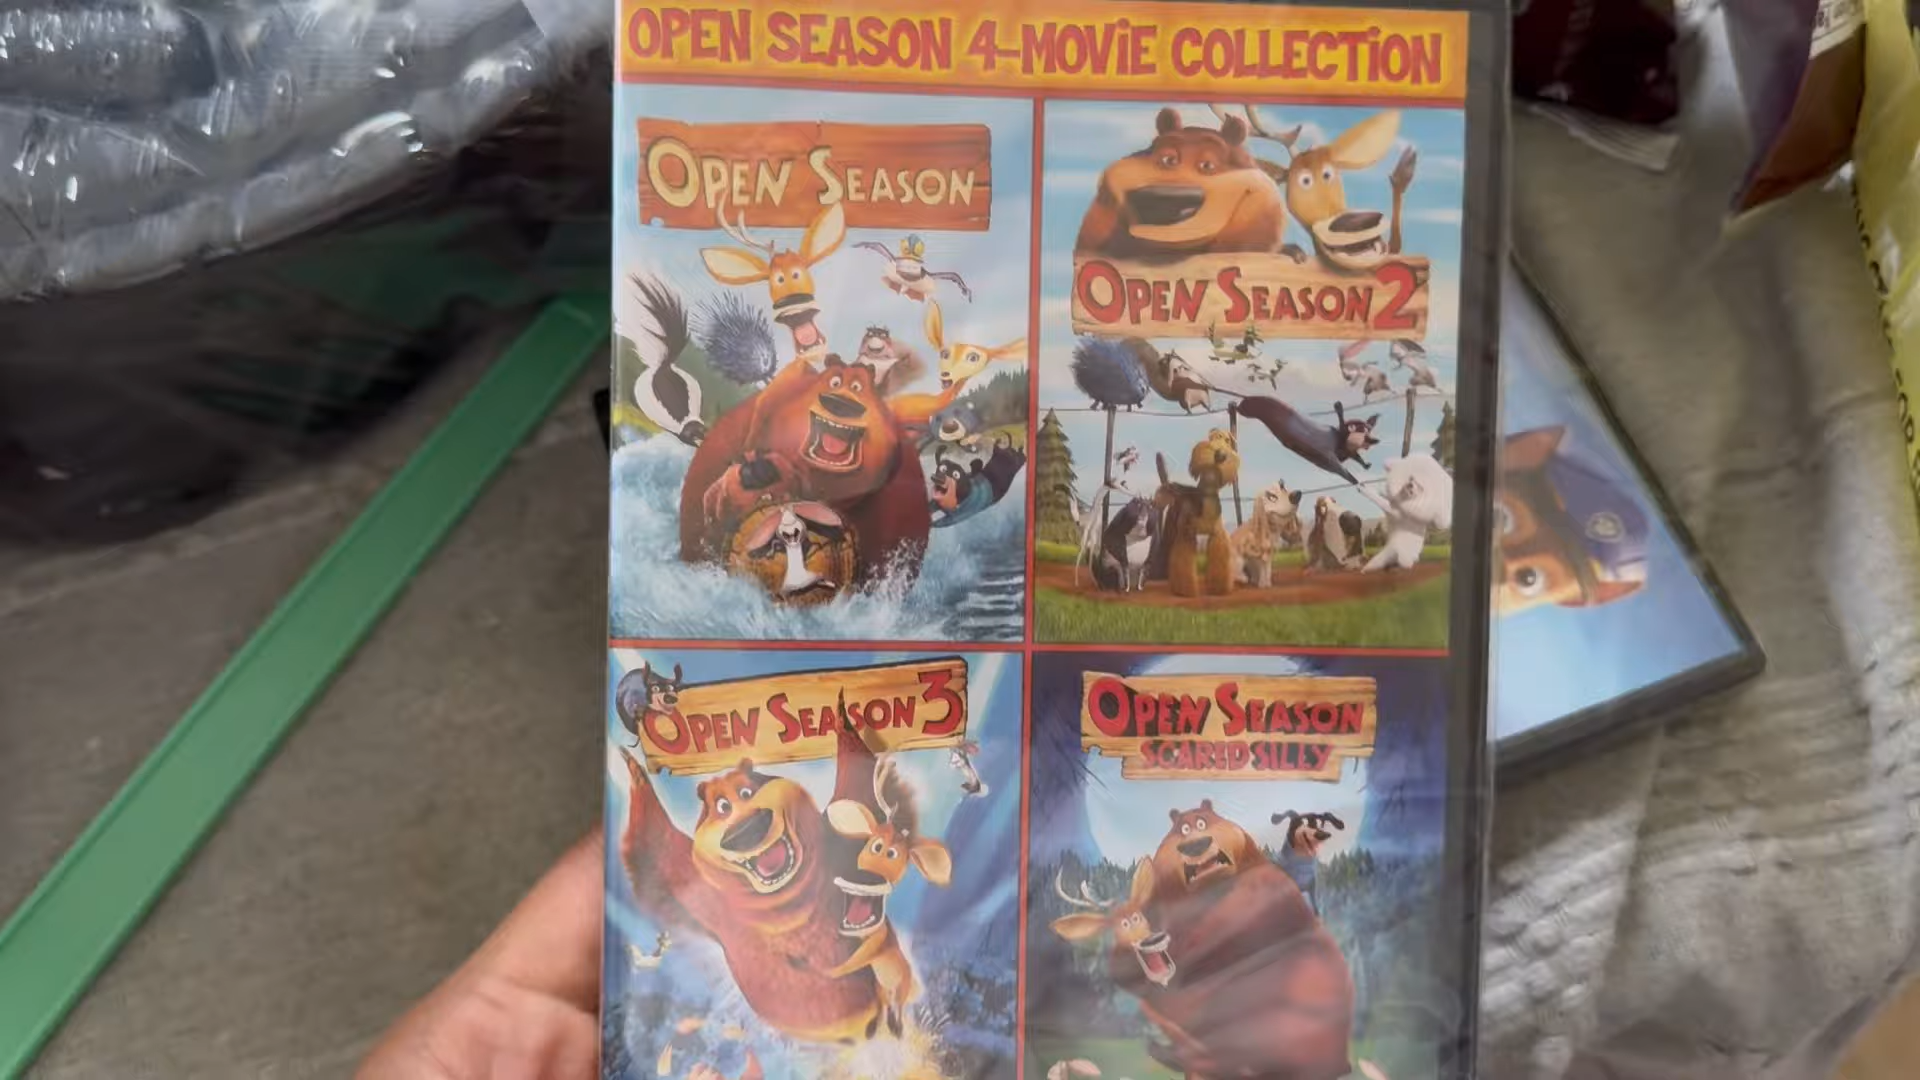 OPEN SEASON 4-MOViE COLLECTiON
OPEN SEASON
OPEN SEASON 2
OPEN SEASON 3
OPEN SEASON
SCARED SILLY